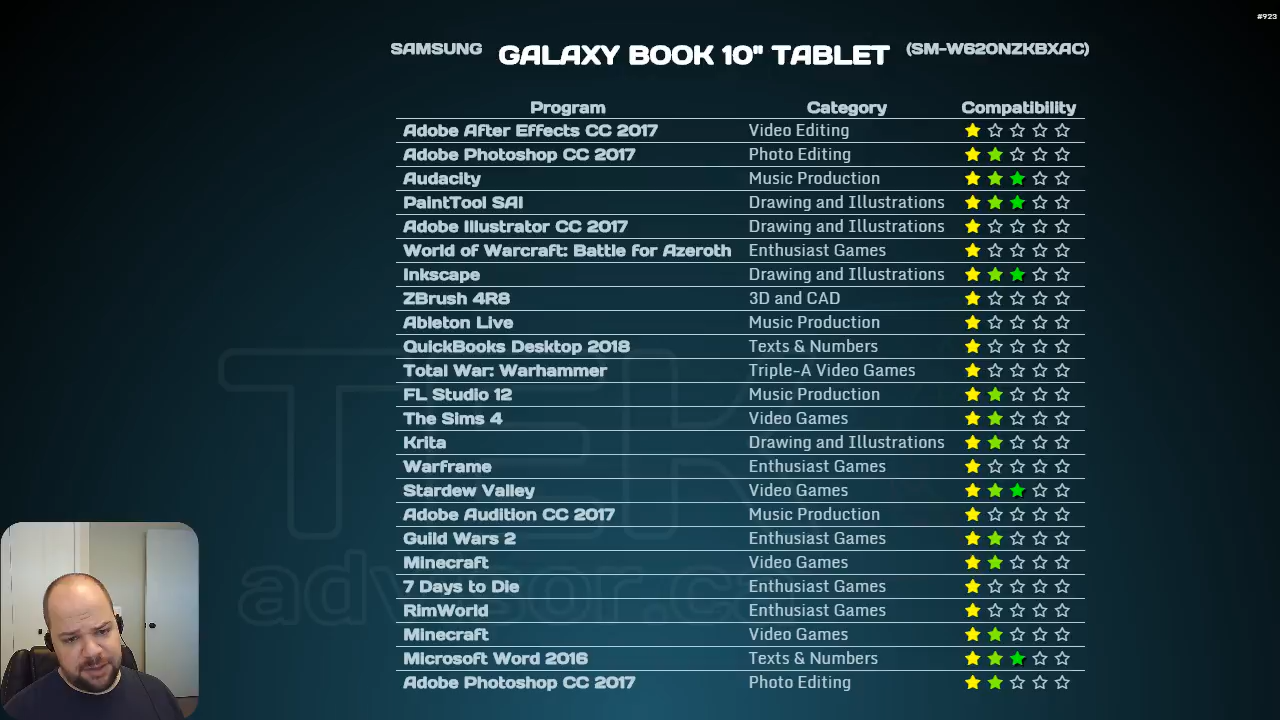 #923
SAMSUNG GALAXY BOOK 10" TABLET (SM-W620NZKBXAC)
Program Category Compatibility
Adobe After Effects CC 2017 Video Editing
Adobe Photoshop CC 2017 Photo Editing
Audacity Music Production
PaintTool SAI Drawing and Illustrations
Adobe Illustrator CC 2017 Drawing and Illustrations
World of Warcraft: Battle for Azeroth Enthusiast Games
Inkscape Drawing and Illustrations
ZBrush 4R8 3D and CAD
Ableton Live Music Production
QuickBooks Desktop 2018 Texts & Numbers
Total War: Warhammer Triple-A Video Games
FL Studio 12 Music Production
The Sims 4 Video Games
Krita Drawing and Illustrations
Warframe Enthusiast Games
Stardew Valley Video Games
Adobe Audition CC 2017 Music Production
Guild Wars 2 Enthusiast Games
Minecraft Video Games
7 Days to Die Enthusiast Games
RimWorld Enthusiast Games
Minecraft Video Games
Microsoft Word 2016 Texts & Numbers
Adobe Photoshop CC 2017 Photo Editing
TEK
advisor.ca